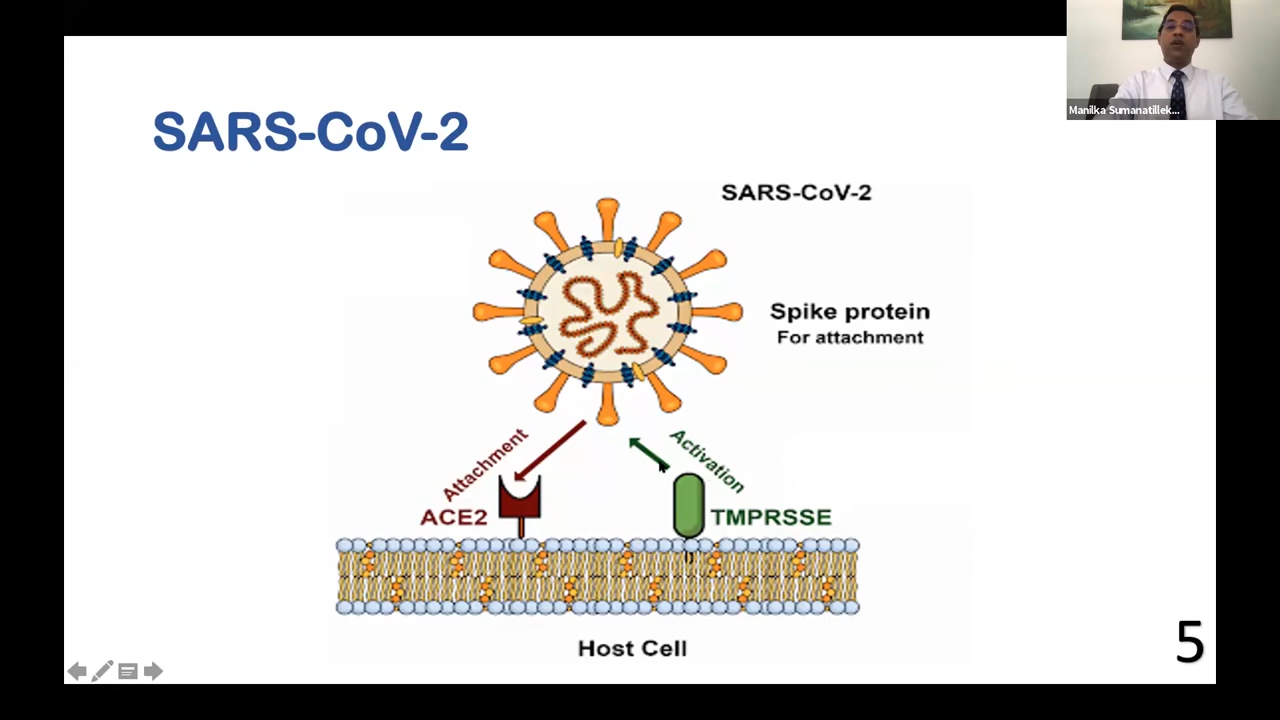 Manilka Sumanatillek...
SARS-CoV-2
SARS-CoV-2
Spike protein
For attachment
Attachment
Activation
ACE2
TMPRSSE
Host Cell
5